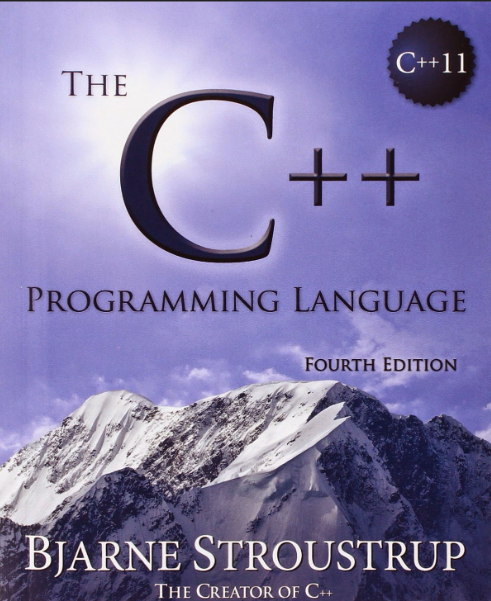 C++11
THE
C++
PROGRAMMING LANGUAGE
FOURTH EDITION
BJARNE STROUSTRUP
THE CREATOR OF C++